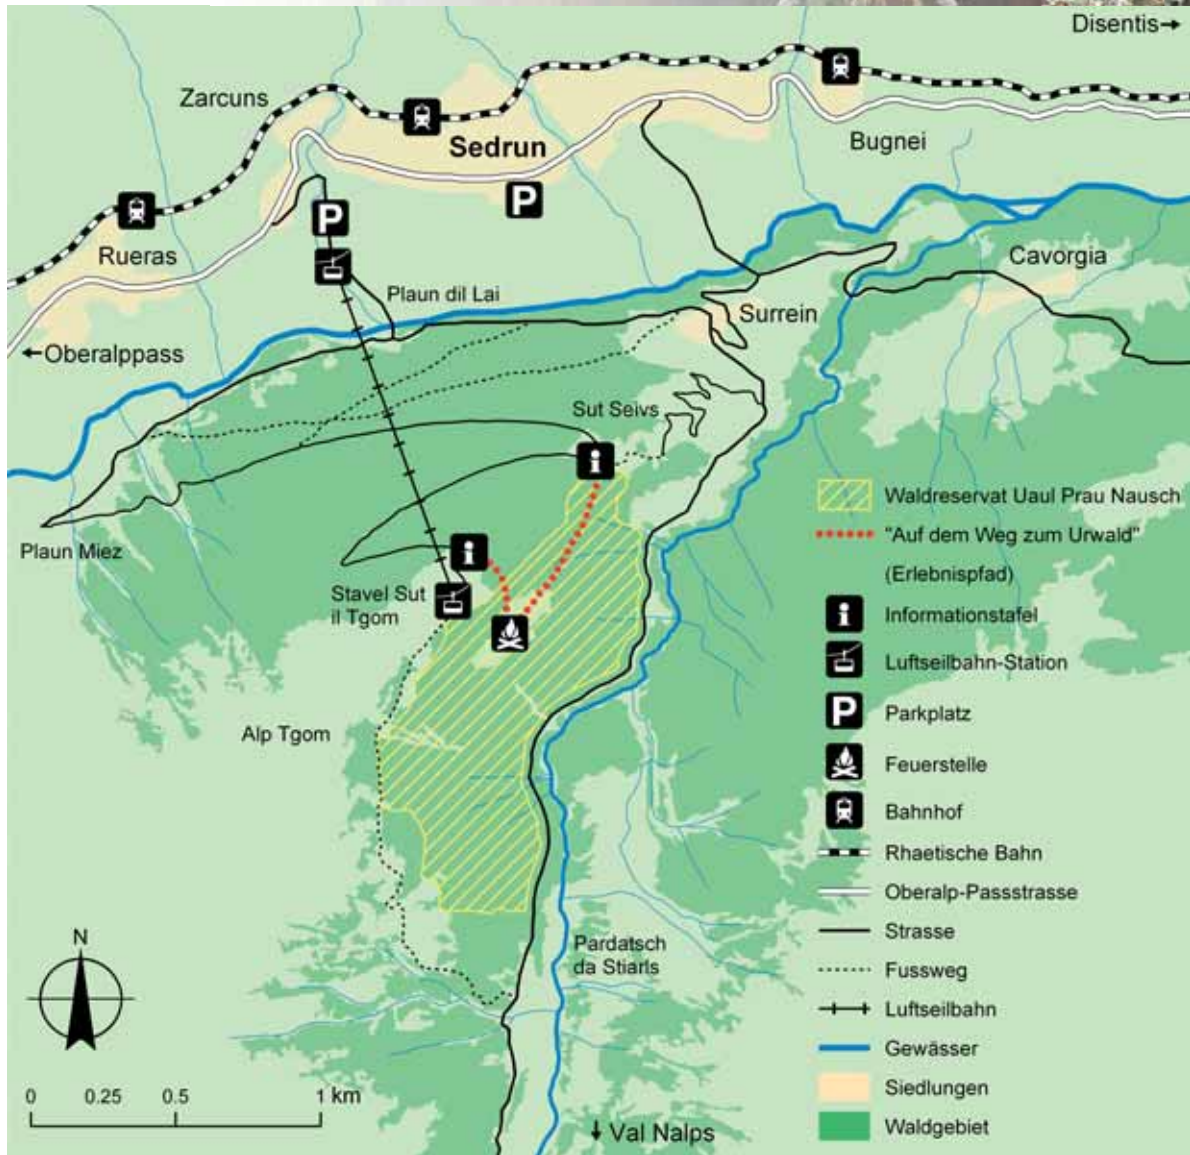 Disentis→
Zarcuns
Sedrun
Bugnei
P
P
Rueras
Cavorgia
Plaun dil Lai
Surrein
←Oberalppass
Sut Seivs
i
Plaun Miez
i
Stavel Sut
il Tgom
Alp Tgom
Pardatsch
da Stiarls
↓ Val Nalps
N
0 0.25 0.5 1 km
Waldreservat Uaul Prau Nausch
"Auf dem Weg zum Urwald"
(Erlebnispfad)
i Informationstafel
Luftseilbahn-Station
P Parkplatz
Feuerstelle
Bahnhof
Rhaetische Bahn
Oberalp-Passstrasse
Strasse
Fussweg
Luftseilbahn
Gewässer
Siedlungen
Waldgebiet